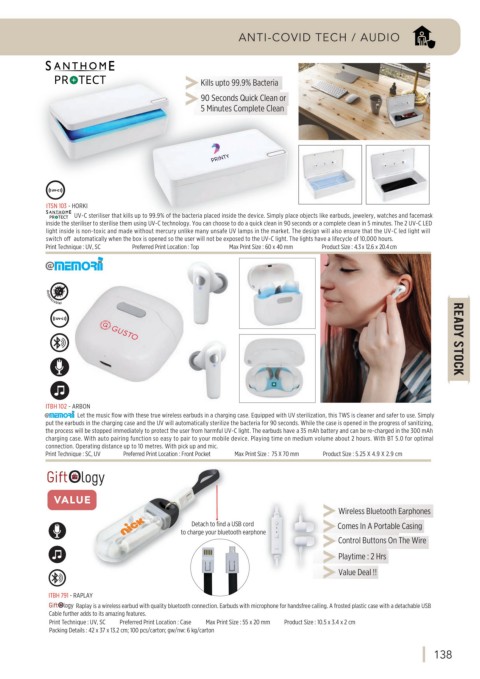 ANTI-COVID TECH / AUDIO
SANTHOME
PROTECT
Kills upto 99.9% Bacteria
90 Seconds Quick Clean or
5 Minutes Complete Clean
PRINTY
ITSN 103 - HORKI
SANTHOME PROTECT UV-C steriliser that kills up to 99.9% of the bacteria placed inside the device. Simply place objects like earbuds, jewelery, watches and facemask
inside the steriliser to sterilise them using UV-C technology. You can choose to do a quick clean in 90 seconds or a complete clean in 5 minutes. The 2 UV-C LED
light inside is non-toxic and made without mercury unlike many unsafe UV lamps in the market. The design will also ensure that the UV-C led light will
switch off automatically when the box is opened so the user will not be exposed to the UV-C light. The lights have a lifecycle of 10,000 hours.
Print Technique : UV, SC Preferred Print Location : Top Max Print Size : 60 x 40 mm Product Size : 4.3 x 12.6 x 20.4 cm
@memorii
GUSTO
READY STOCK
ITBH 102 - ARBON
@memorii Let the music flow with these true wireless earbuds in a charging case. Equipped with UV sterilization, this TWS is cleaner and safer to use. Simply
put the earbuds in the charging case and the UV will automatically sterilize the bacteria for 90 seconds. While the case is opened in the progress of sanitizing,
the process will be stopped immediately to protect the user from harmful UV-C light. The earbuds have a 35 mAh battery and can be re-charged in the 300 mAh
charging case. With auto pairing function so easy to pair to your mobile device. Playing time on medium volume about 2 hours. With BT 5.0 for optimal
connection. Operating distance up to 10 metres. With pick up and mic.
Print Technique : SC, UV Preferred Print Location : Front Pocket Max Print Size : 75 X 70 mm Product Size : 5.25 X 4.9 X 2.9 cm
Gift@logy
VALUE
NICK
Detach to find a USB cord
to charge your bluetooth earphone
Wireless Bluetooth Earphones
Comes In A Portable Casing
Control Buttons On The Wire
Playtime : 2 Hrs
Value Deal !!
ITBH 791 - RAPLAY
Gift@logy Raplay is a wireless earbud with quality bluetooth connection. Earbuds with microphone for handsfree calling. A frosted plastic case with a detachable USB
Cable further adds to its amazing features.
Print Technique : UV, SC Preferred Print Location : Case Max Print Size : 55 x 20 mm Product Size : 10.5 x 3.4 x 2 cm
Packing Details : 42 x 37 x 13.2 cm; 100 pcs/carton; gw/nw: 6 kg/carton
138